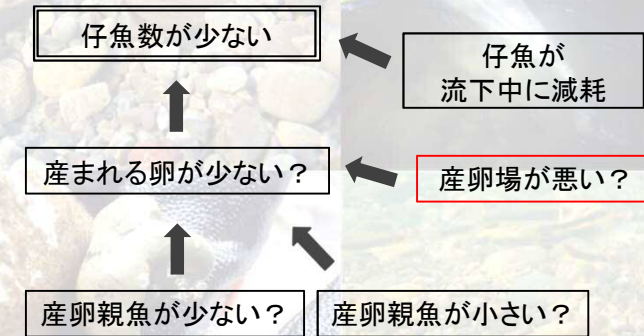 仔魚数が少ない
仔魚が
流下中に減耗
産まれる卵が少ない？
産卵場が悪い？
産卵親魚が少ない？
産卵親魚が小さい？